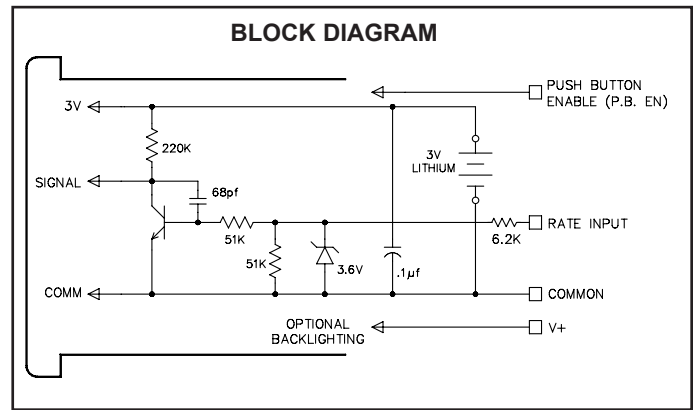 BLOCK DIAGRAM
PUSH BUTTON
ENABLE (P.B. EN)
3V
220K
3V
LITHIUM
SIGNAL
68pf
RATE INPUT
51K
6.2K
51K
3.6V
.1µf
COMM
COMMON
OPTIONAL
BACKLIGHTING
V+